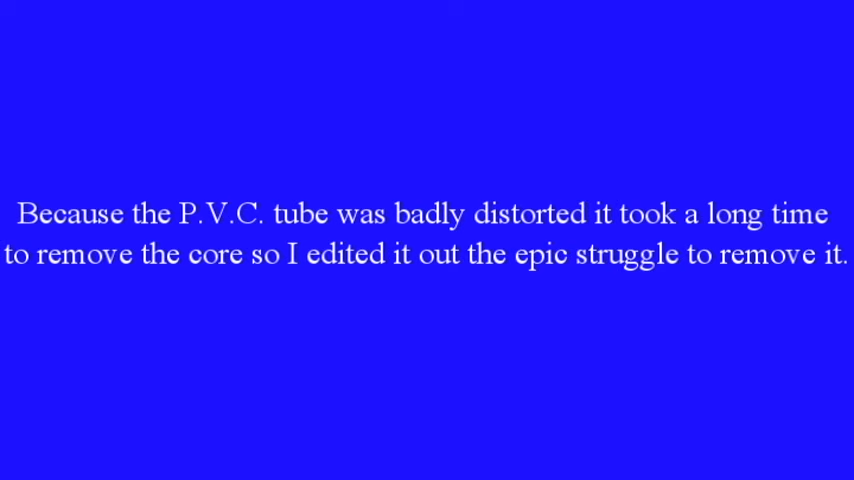 Because the P.V.C. tube was badly distorted it took a long time
to remove the core so I edited it out the epic struggle to remove it.